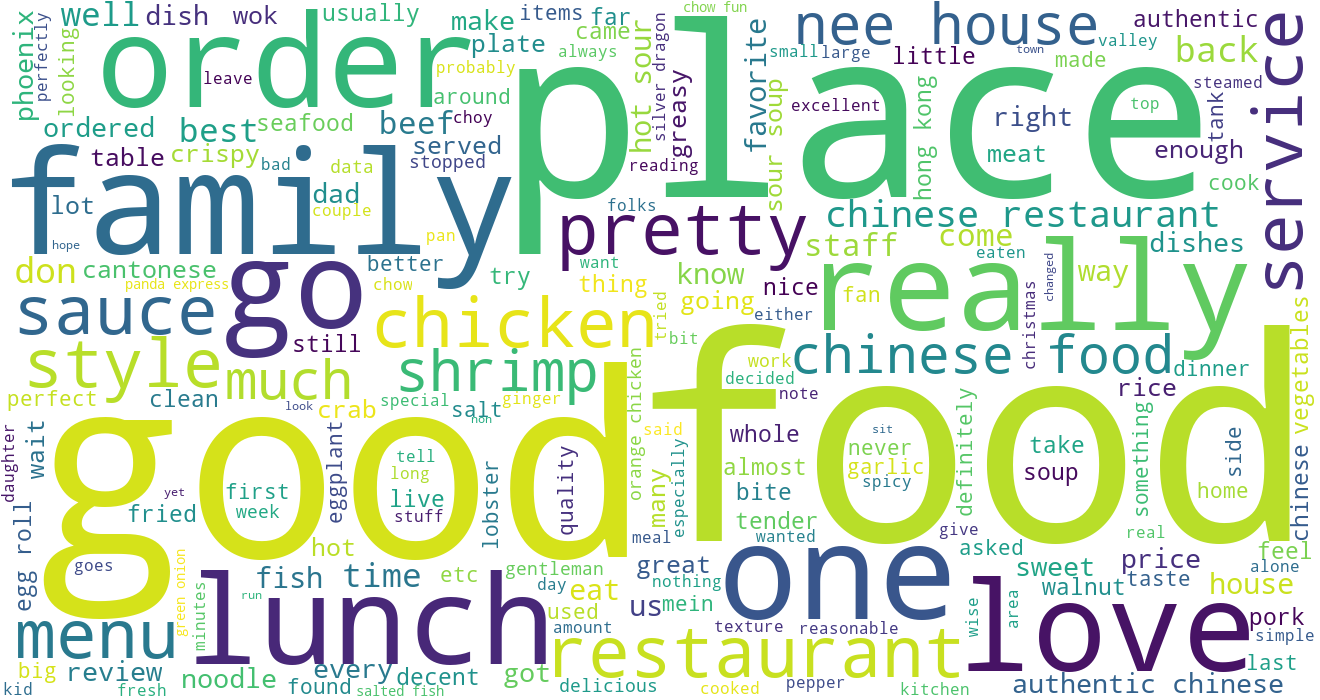 place
food
good
family
order
lunch
love
really
go
one
restaurant
pretty
chicken
service
nee house
menu
sauce
style
shrimp
much
chinese food
chinese restaurant
well
dish
wok
usually
make
items
far
came
always
plate
probably
around
looking
perfectly
phoenix
leave
ordered
best
seafood
beef
choy
served
stopped
table
crispy
bad
data
dad
couple
lot
hope
pan
don
cantonese
panda express
better
chow
try
chow fun
hot sour
silver dragon
greasy
reading
sour soup
favorite
small
large
little
town
valley
authentic
back
made
steamed
tank
top
excellent
right
hong kong
meat
enough
cook
folks
want
thing
know
going
tried
bit
staff
come
eaten
dishes
way
nice
fan
either
christmas
changed
still
work
decided
note
dinner
rice
vegetables
chinese
perfect
clean
look
special
salt
non
ginger
crab
orange chicken
said
many
especially
whole
almost
bite
tender
wanted
never
garlic
spicy
sit
definitely
take
soup
something
side
home
real
give
asked
feel
alone
daughter
wait
yet
first
week
eggplant
tell
long
live
stuff
lobster
quality
fried
egg roll
goes
green onion
minutes
run
hot
fish
time
etc
gentleman
day
eat
used
amount
meal
great
nothing
us
mein
texture
reasonable
wise
area
sweet
walnut
price
taste
house
pork
simple
last
authentic chinese
big
review
kid
fresh
noodle
found
every
decent
salted fish
got
delicious
cooked
pepper
kitchen